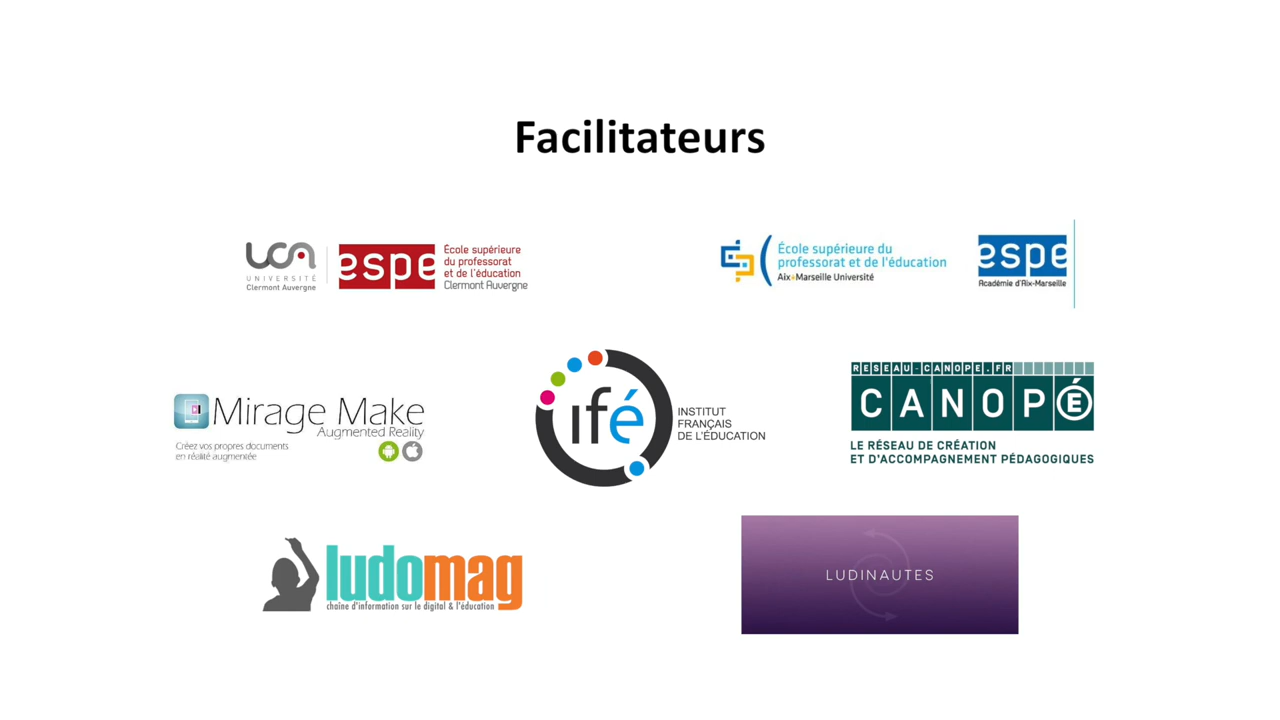 Facilitateurs
UCA
UNIVERSITÉ
Clermont Auvergne
espe
École supérieure
du professorat
et de l'éducation
Clermont Auvergne
École supérieure du
professorat et de l'éducation
Aix+Marseille Université
espe
Académie d'Aix-Marseille
Mirage Make
Augmented Reality
Créez vos propres documents
en réalité augmentée
ifé
INSTITUT
FRANÇAIS
DE L'ÉDUCATION
RESEAU-CANOPE.FR
CANOPÉ
LE RÉSEAU DE CRÉATION
ET D'ACCOMPAGNEMENT PÉDAGOGIQUES
ludomag
chaîne d'information sur le digital & l'éducation
LUDINAUTES